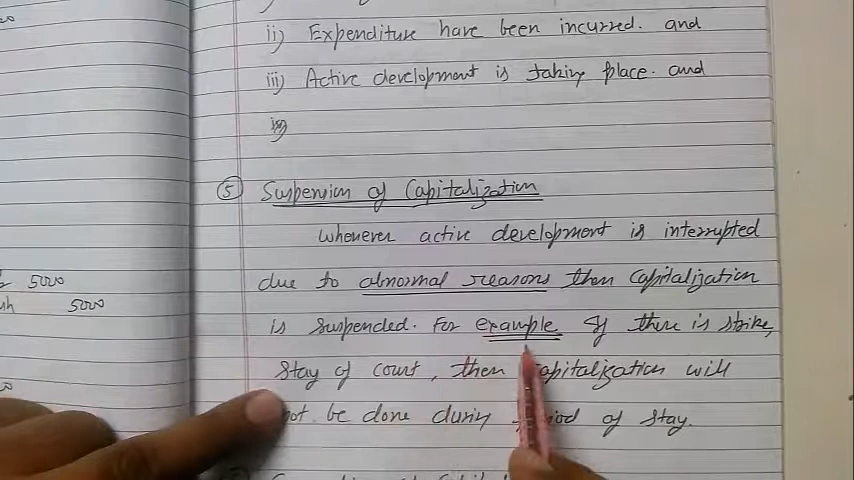 ii) Expenditure have been incurred. and
iii) Active development is taking place. and
5000
5000
⑤ Suspension of Capitalization
whenever active development is interrupted
due to abnormal reasons then Capitalization
is suspended. For example If there is strike,
Stay of court, then Capitalization will
not be done during period of stay.